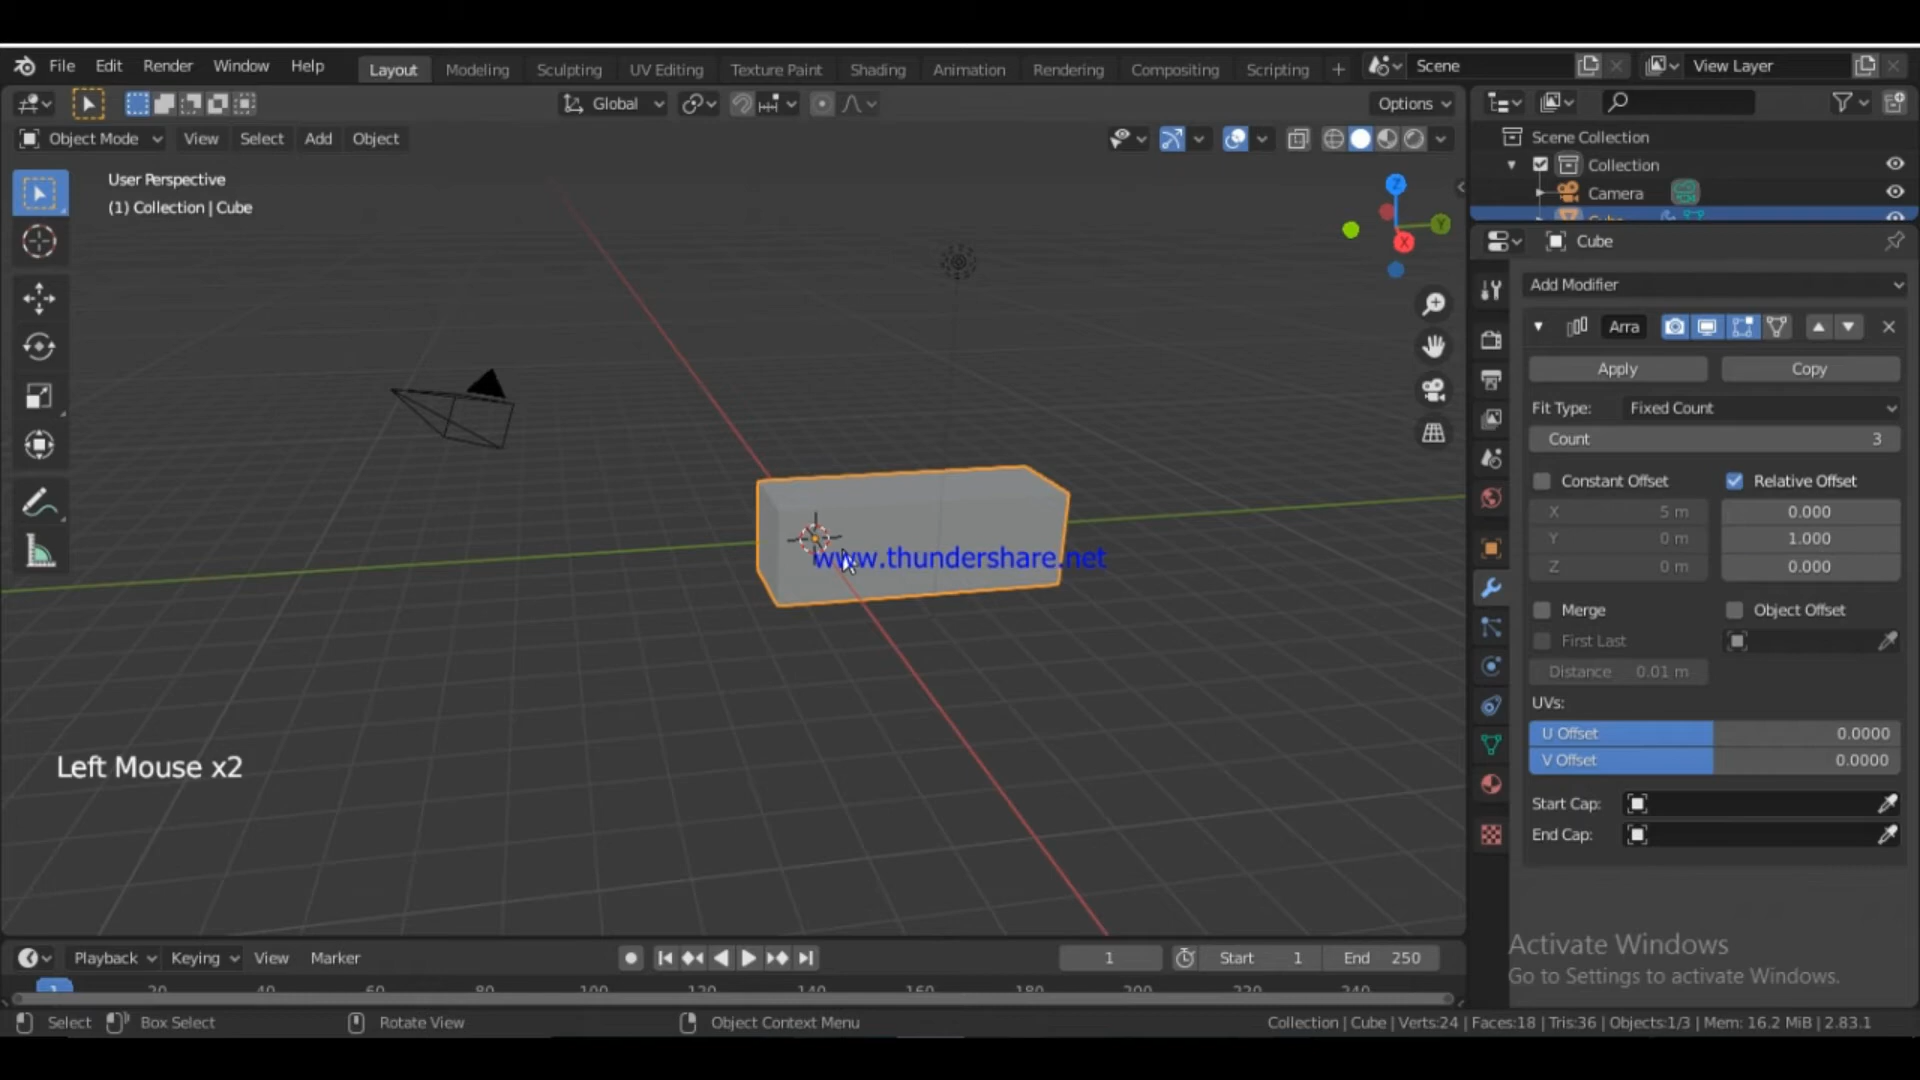 File Edit Render Window Help Layout Modeling Sculpting UV Editing Texture Paint Shading Animation Rendering Compositing Scripting + Scene View Layer
Global Options
Object Mode View Select Add Object
User Perspective
(1) Collection | Cube
Z
Y
X
www.thundershare.net
Left Mouse x2
Scene Collection
Collection
Camera
Cube
Cube
Add Modifier
Arra
Apply Copy
Fit Type: Fixed Count
Count 3
Constant Offset Relative Offset
X 5 m 0.000
Y 0 m 1.000
Z 0 m 0.000
Merge Object Offset
First Last
Distance 0.01 m
UVs:
U Offset 0.0000
V Offset 0.0000
Start Cap:
End Cap:
Activate Windows
Go to Settings to activate Windows.
Playback Keying View Marker 1 Start 1 End 250
1 20 40 60 80 100 120 140 160 180 200 220 240
Select Box Select Rotate View Object Context Menu Collection | Cube | Verts:24 | Faces:18 | Tris:36 | Objects:1/3 | Mem: 16.2 MiB | 2.83.1